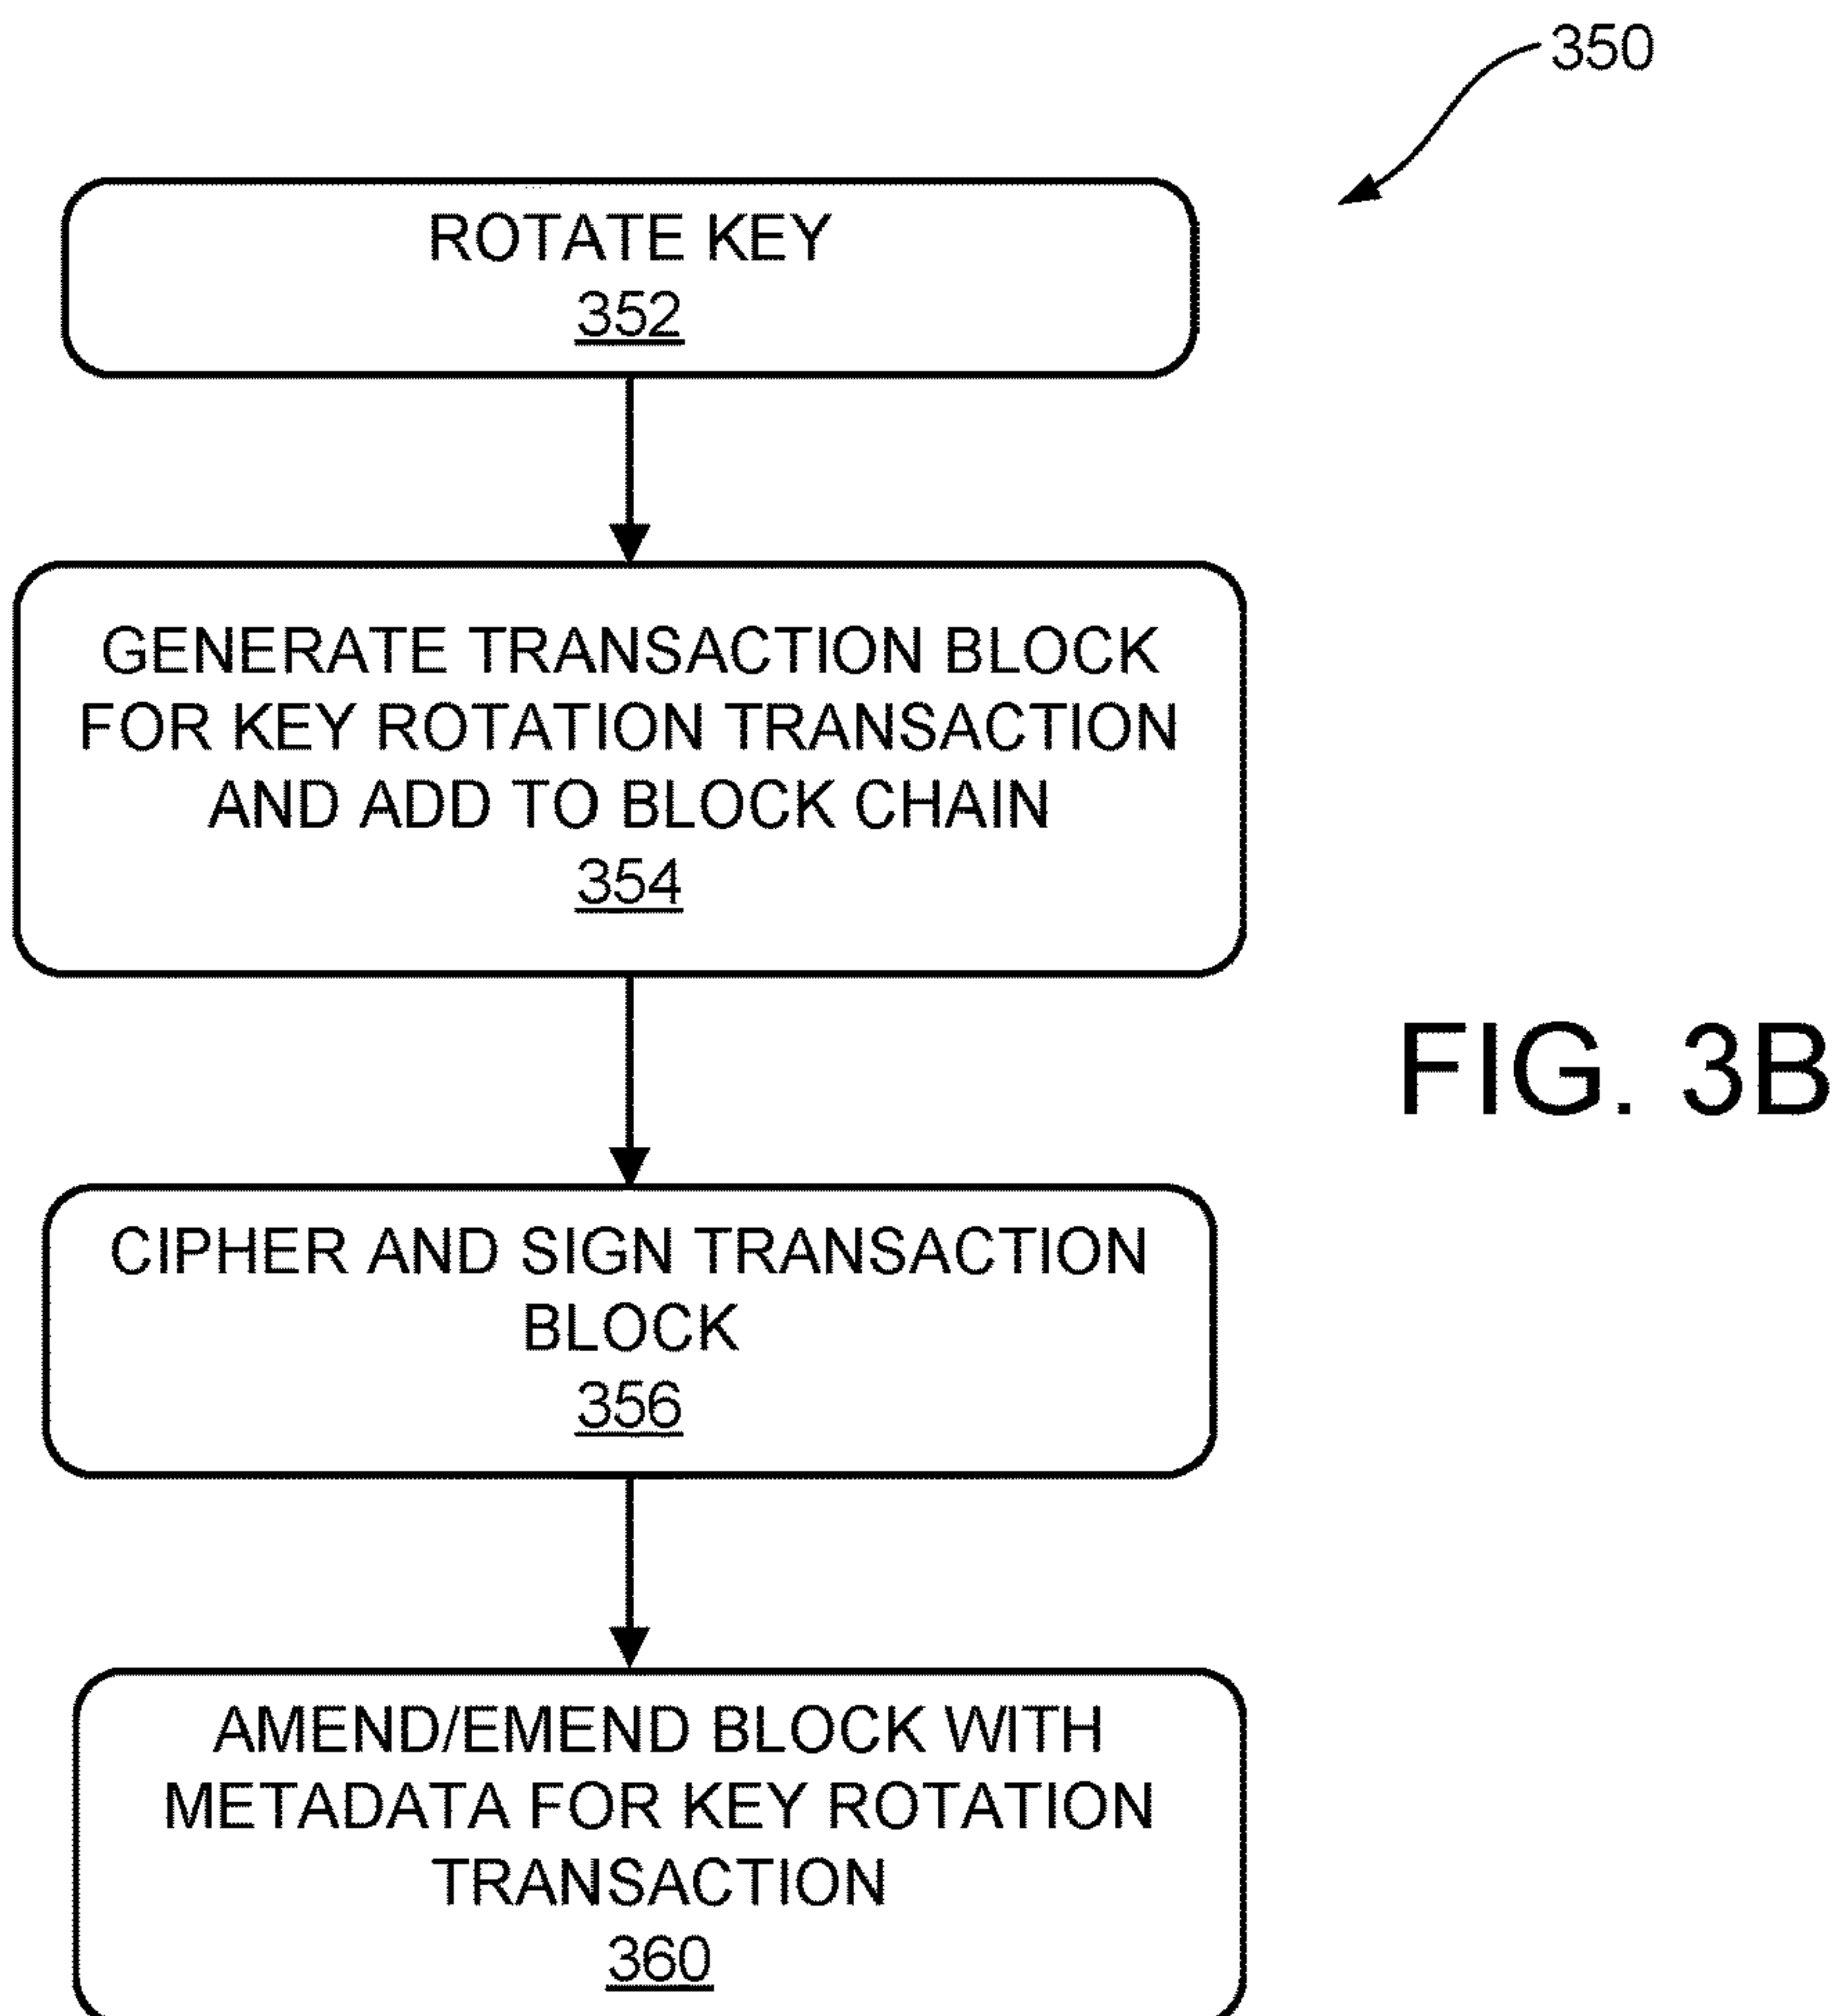 350
ROTATE KEY
352
GENERATE TRANSACTION BLOCK
FOR KEY ROTATION TRANSACTION
AND ADD TO BLOCK CHAIN
354
FIG. 3B
CIPHER AND SIGN TRANSACTION
BLOCK
356
AMEND/EMEND BLOCK WITH
METADATA FOR KEY ROTATION
TRANSACTION
360